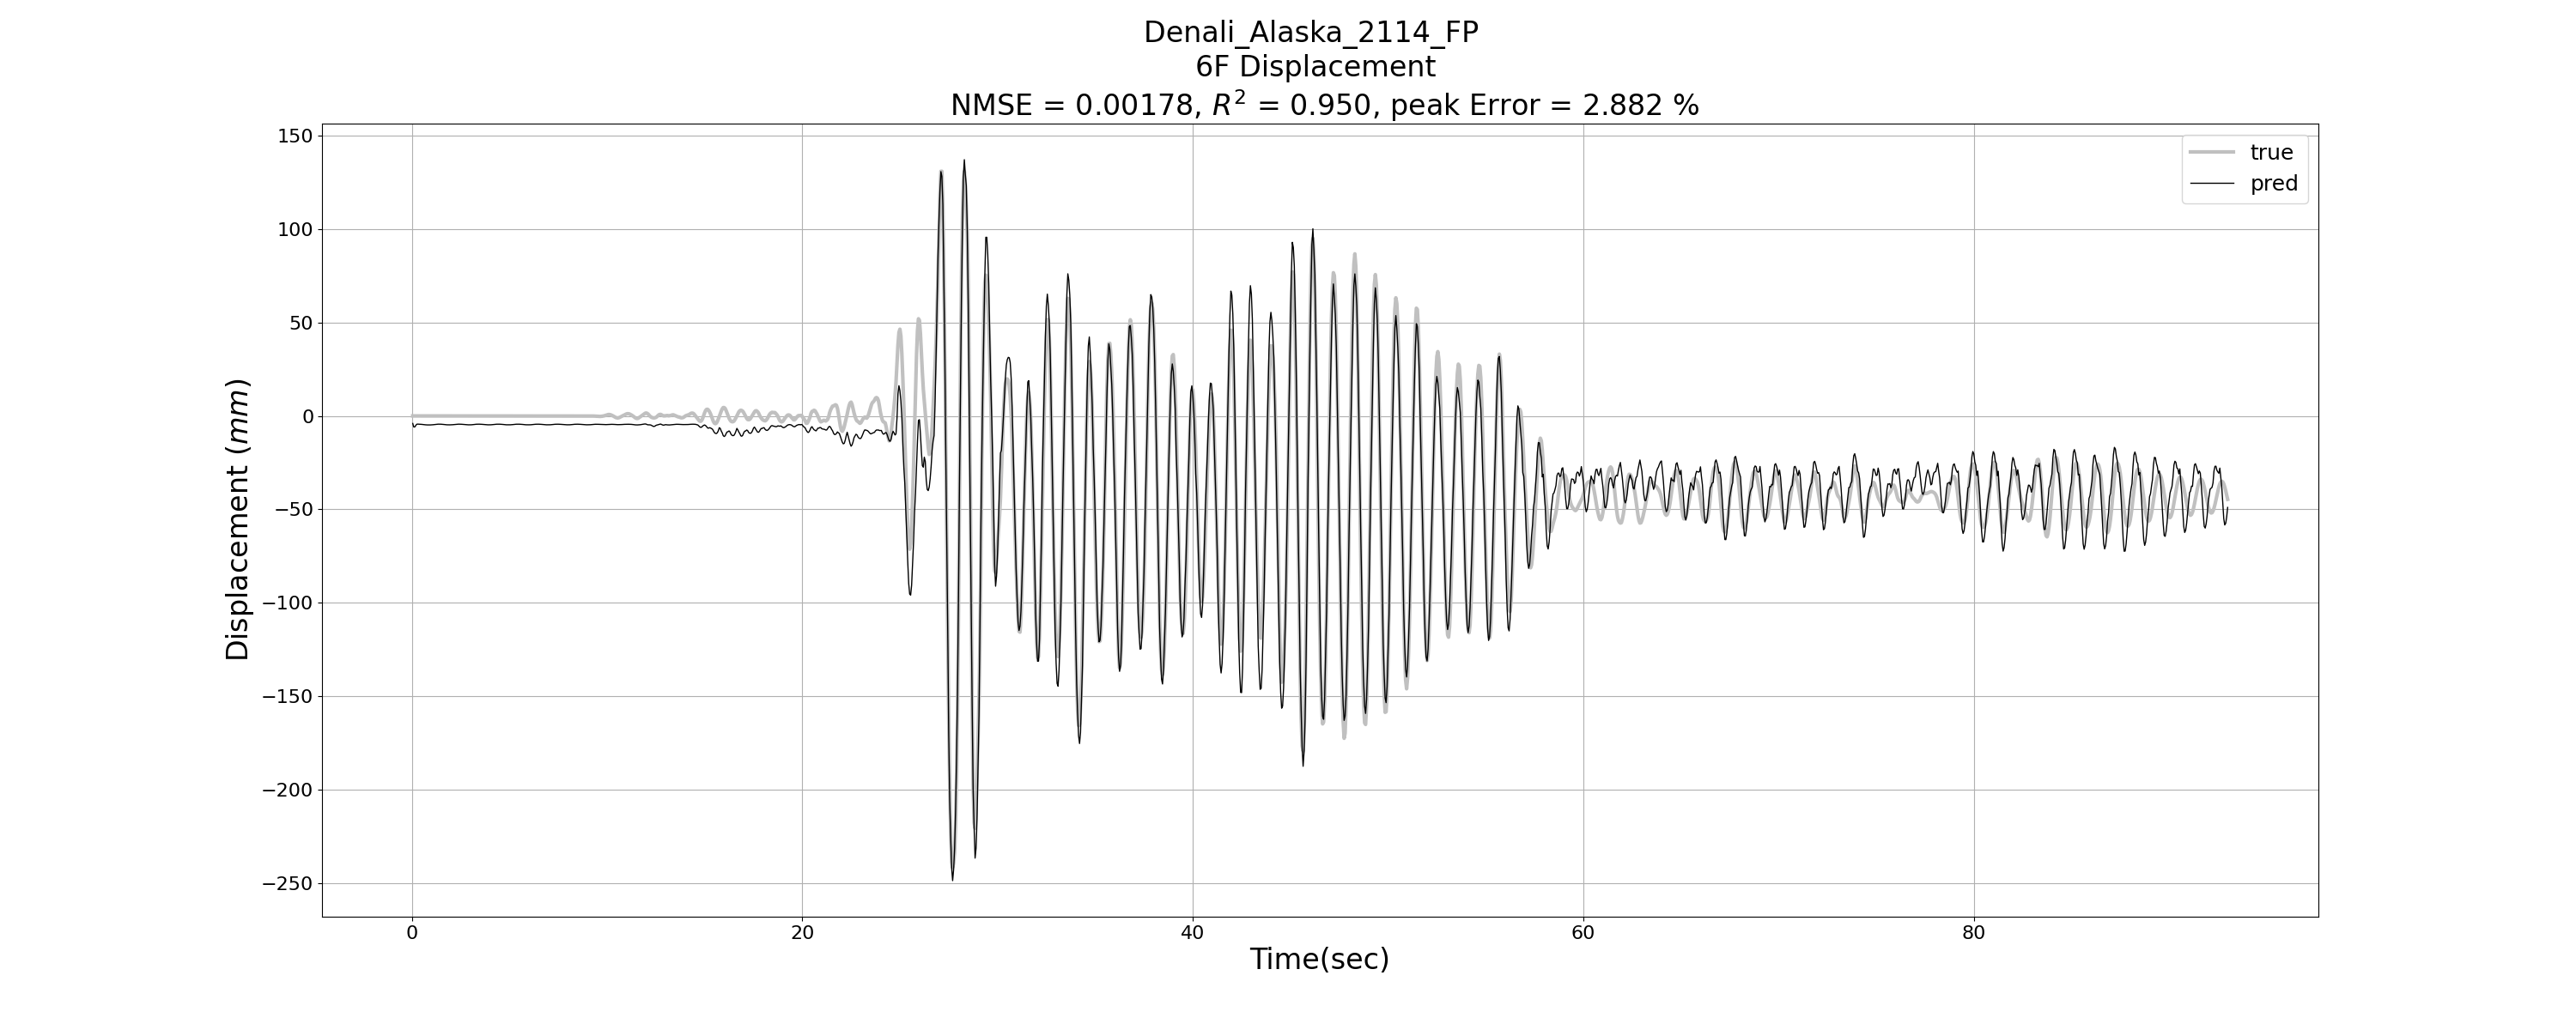 Denali_Alaska_2114_FP
6F Displacement
NMSE = 0.00178, R² = 0.950, peak Error = 2.882 %
150
100
50
0
−50
−100
−150
−200
−250
Displacement (mm)
true
pred
0 20 40 60 80
Time(sec)